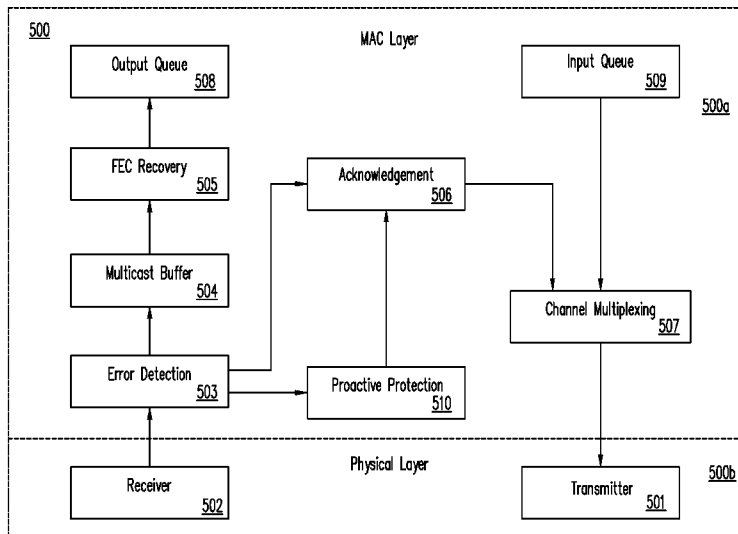 500
MAC Layer
Output Queue
508
Input Queue
509
500a
FEC Recovery
505
Acknowledgement
506
Multicast Buffer
504
Channel Multiplexing
507
Error Detection
503
Proactive Protection
510
Physical Layer
500b
Receiver
502
Transmitter
501